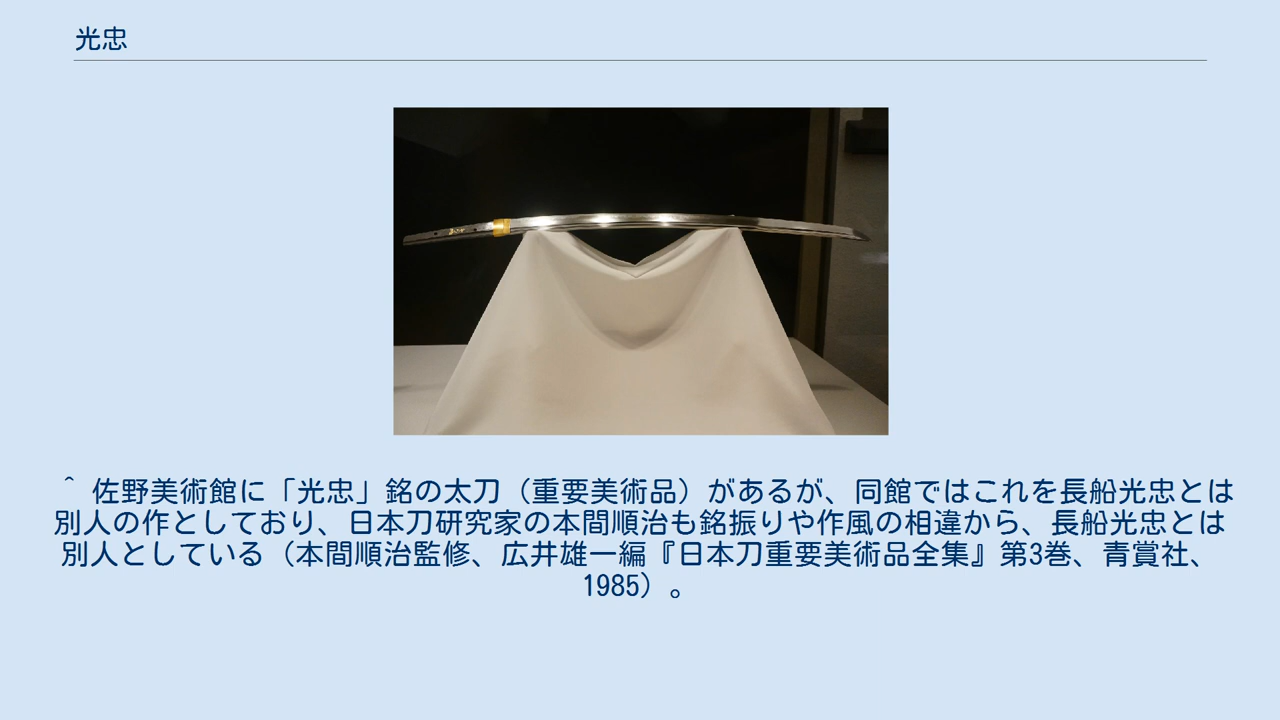 光忠
^ 佐野美術館に「光忠」銘の太刀（重要美術品）があるが、同館ではこれを長船光忠とは
別人の作としており、日本刀研究家の本間順治も銘振りや作風の相違から、長船光忠とは
別人としている（本間順治監修、広井雄一編『日本刀重要美術品全集』第3巻、青賞社、
1985）。